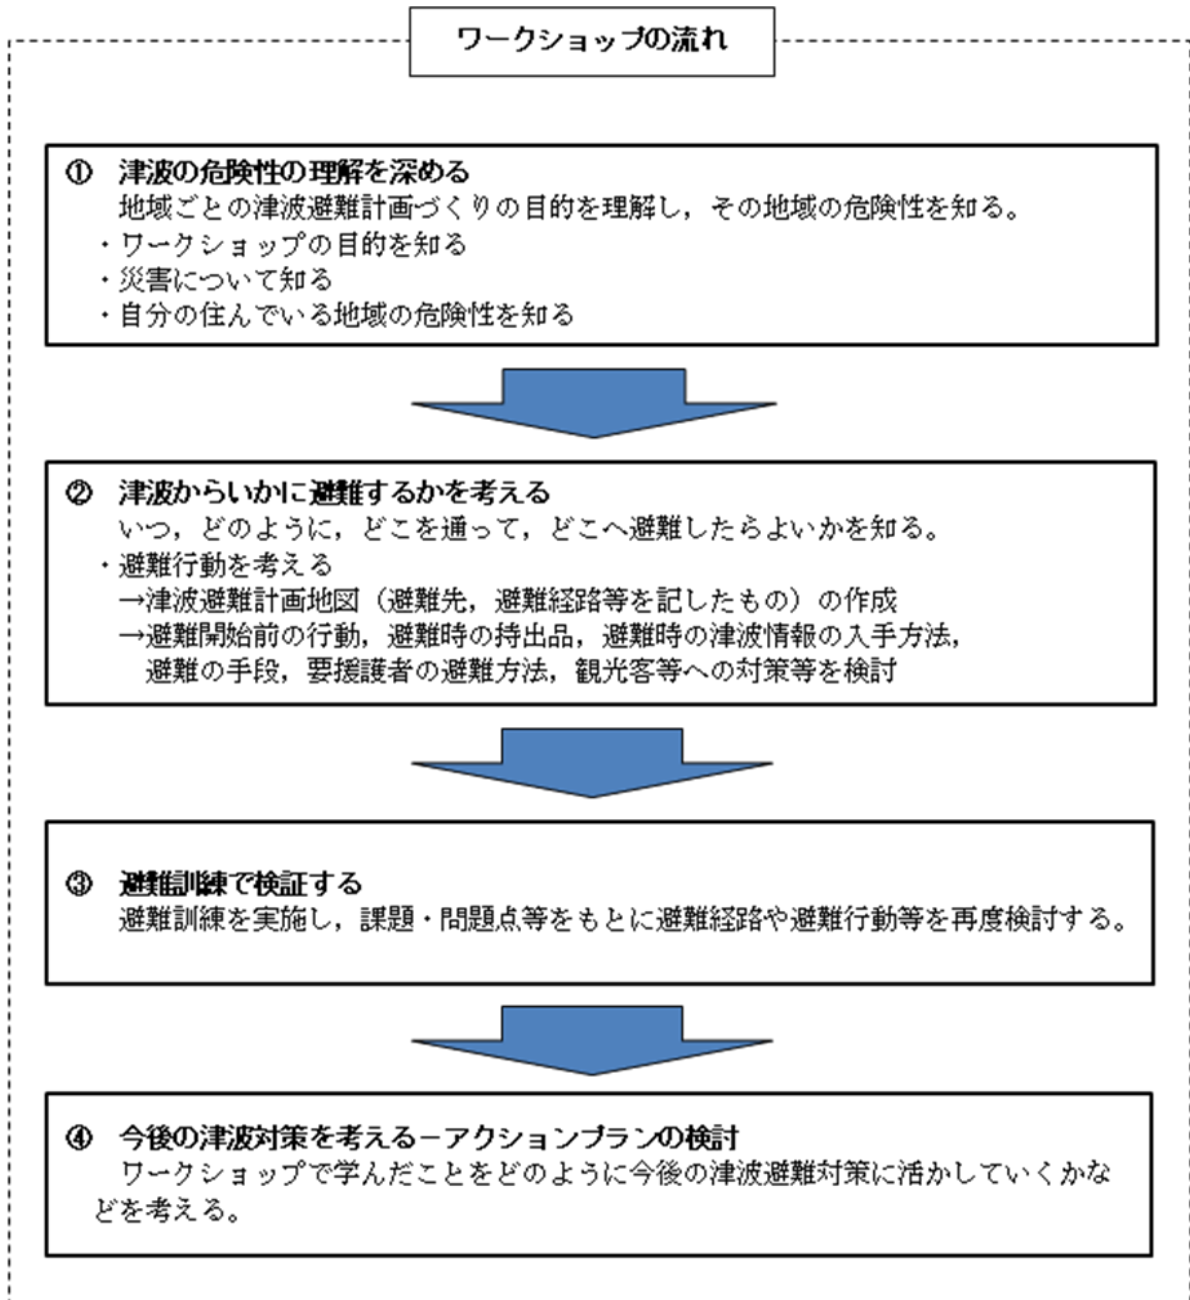 ワークショップの流れ
① 津波の危険性の理解を深める
地域ごとの津波避難計画づくりの目的を理解し，その地域の危険性を知る。
・ワークショップの目的を知る
・災害について知る
・自分の住んでいる地域の危険性を知る
② 津波からいかに避難するかを考える
いつ，どのように，どこを通って，どこへ避難したらよいかを知る。
・避難行動を考える
→津波避難計画地図（避難先，避難経路等を記したもの）の作成
→避難開始前の行動，避難時の持出品，避難時の津波情報の入手方法，
避難の手段，要援護者の避難方法，観光客等への対策等を検討
③ 避難訓練で検証する
避難訓練を実施し，課題・問題点等をもとに避難経路や避難行動等を再度検討する。
④ 今後の津波対策を考える－アクションプランの検討
ワークショップで学んだことをどのように今後の津波避難対策に活かしていくかな
どを考える。